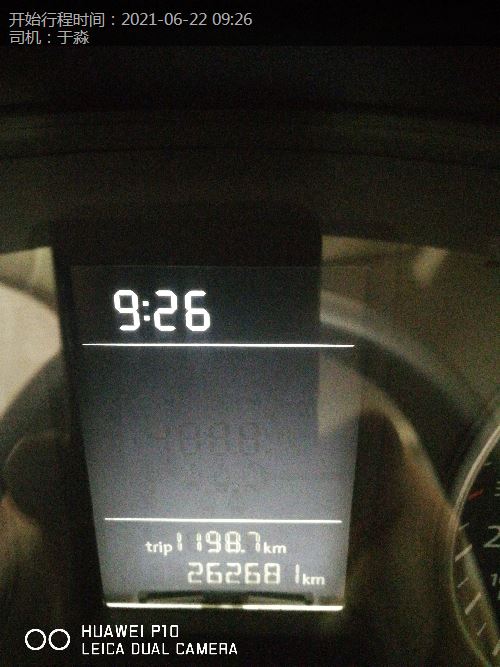 开始行程时间：2021-06-22 09:26
司机：于淼
9:26
trip 1198.7 km
262681 km
HUAWEI P10
LEICA DUAL CAMERA